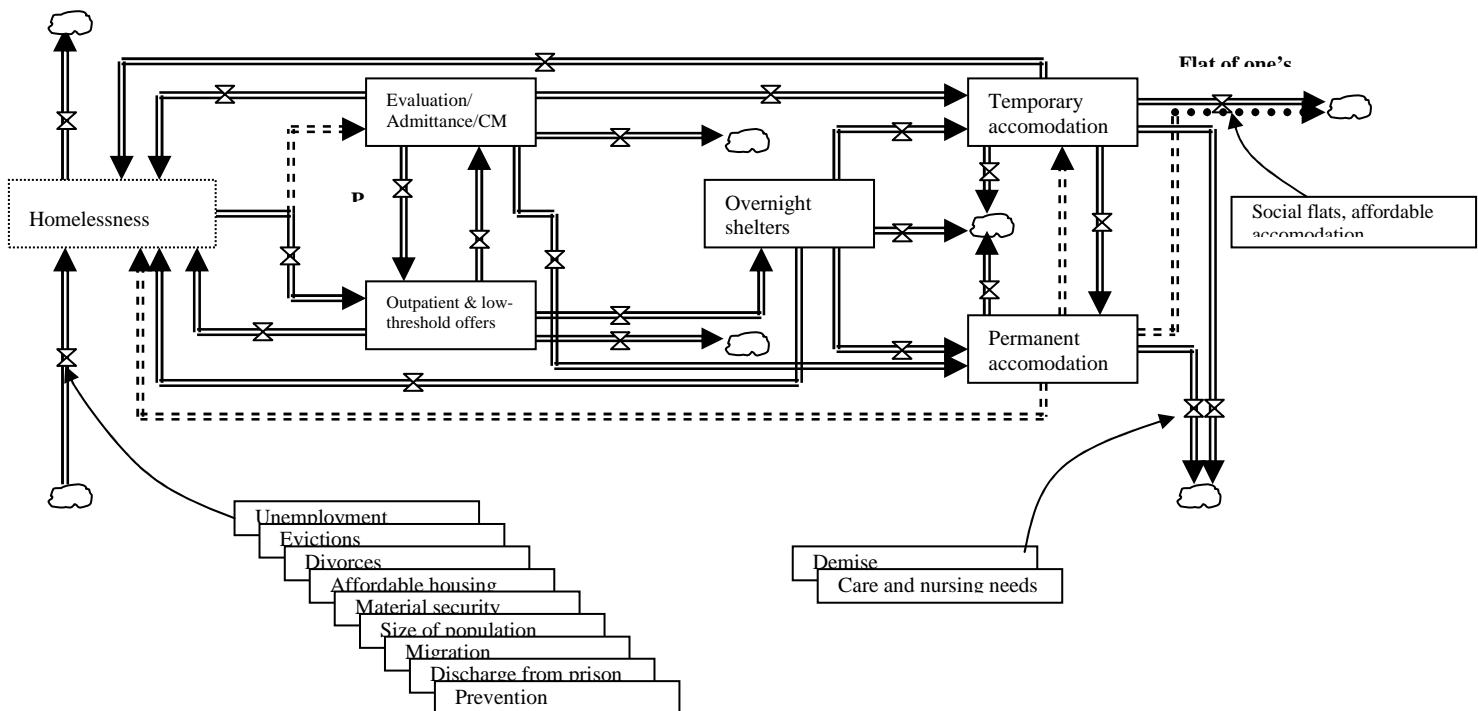 Flat of one's
Evaluation/
Admittance/CM
Temporary
accomodation
Homelessness
Overnight
shelters
Social flats, affordable
accomodation
Outpatient & low-
threshold offers
Permanent
accomodation
Unemployment
Evictions
Divorces
Affordable housing
Material security
Size of population
Migration
Discharge from prison
Prevention
Demise
Care and nursing needs